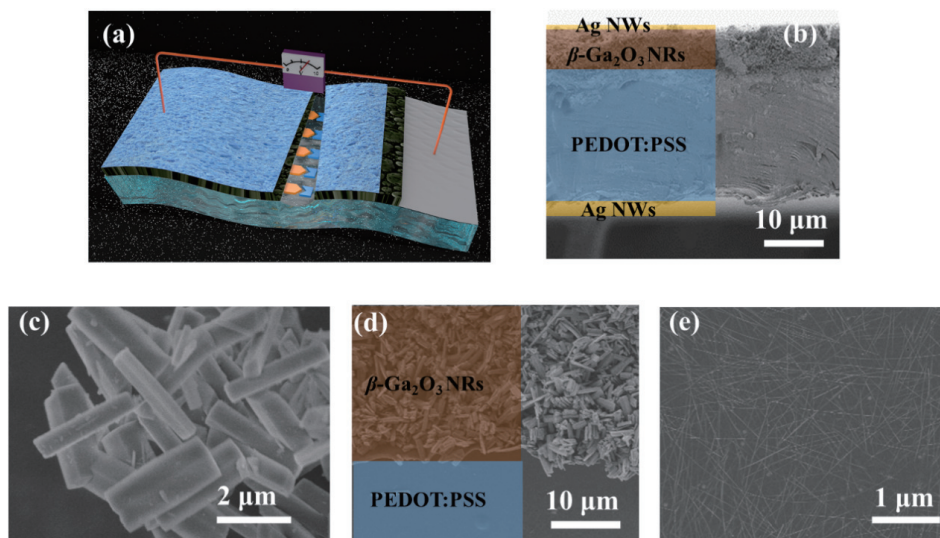 (a)
Ag NWs
(b)
β-Ga₂O₃ NRs
PEDOT:PSS
Ag NWs
10 μm
(c)
2 μm
(d)
β-Ga₂O₃ NRs
PEDOT:PSS
10 μm
(e)
1 μm